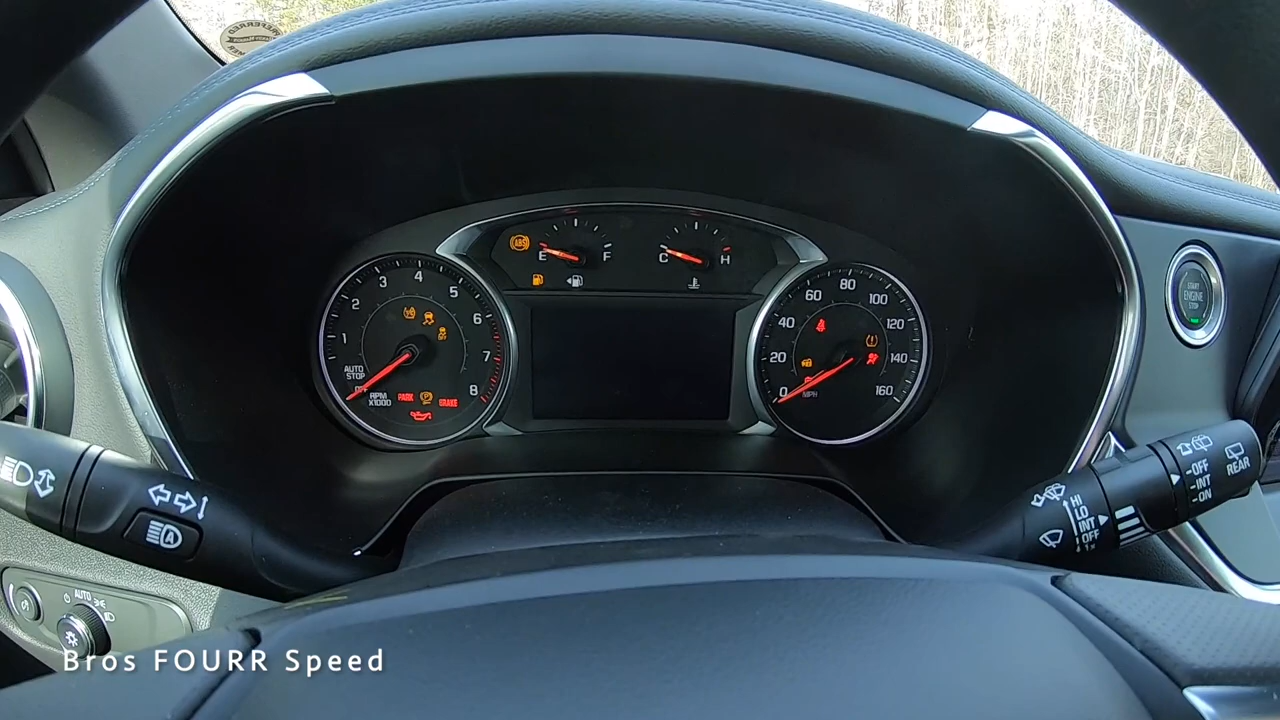 ABS
E F
C H
1 2 3 4 5 6 7 8
AUTO
STOP
RPM
X1000
PARK
BRAKE
0 20 40 60 80 100 120 140 160
MPH
START
ENGINE
STOP
OFF
INT
ON
REAR
HI
LO
INT
OFF
1x
AUTO
Bros FOURR Speed